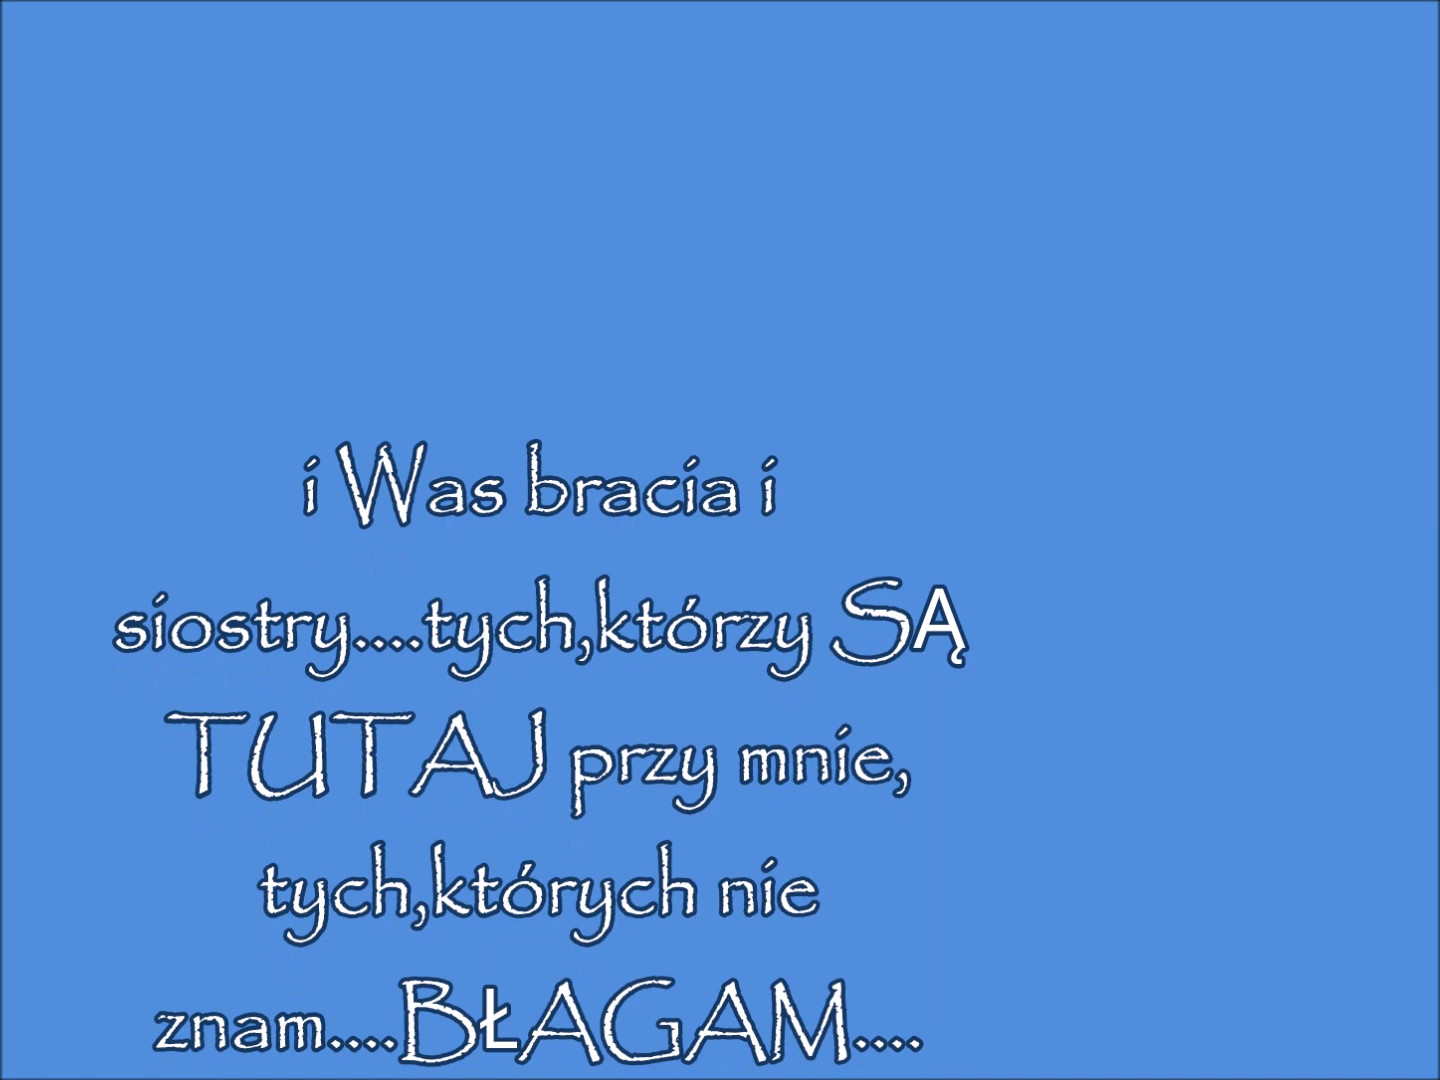 i Was bracia i
siostry....tych,którzy SĄ
TUTAJ przy mnie,
tych,których nie
znam....BŁAGAM....